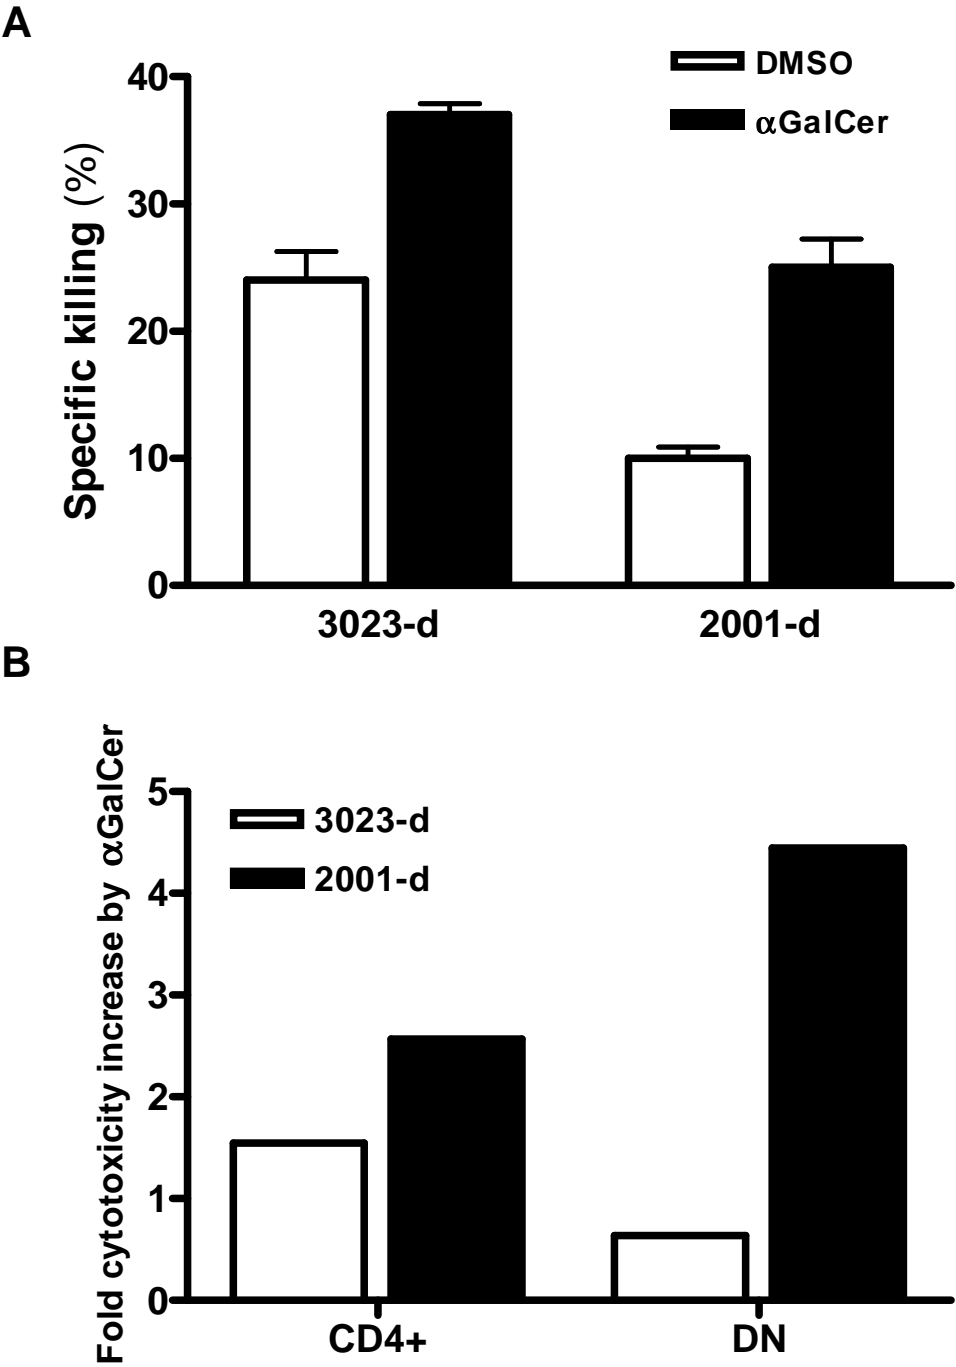 A
DMSO
αGalCer
Specific killing (%)
40
30
20
10
0
3023-d 2001-d
B
Fold cytotoxicity increase by αGalCer
3023-d
2001-d
5
4
3
2
1
0
CD4+ DN